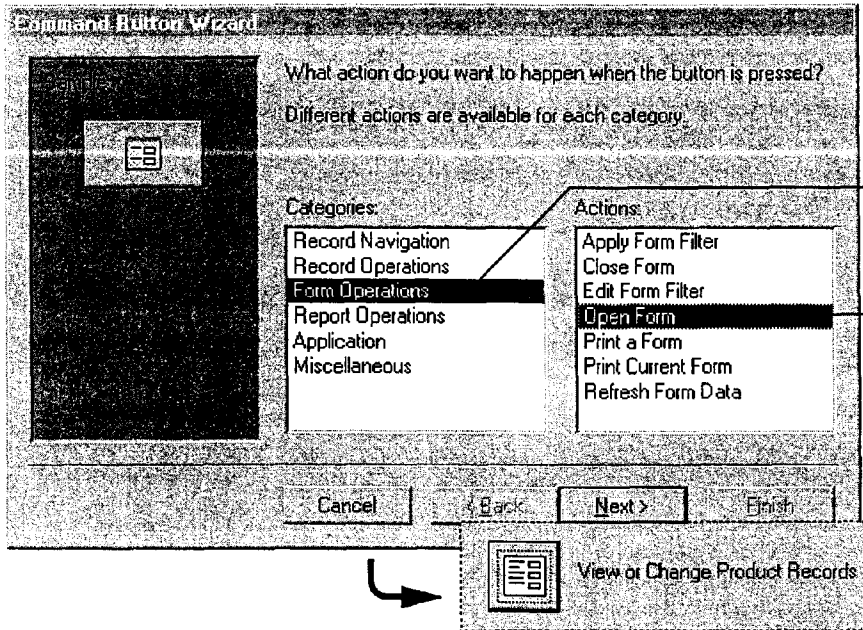 Command Button Wizard
Sample:
What action do you want to happen when the button is pressed?
Different actions are available for each category.
Categories:
Record Navigation
Record Operations
Form Operations
Report Operations
Application
Miscellaneous
Actions:
Apply Form Filter
Close Form
Edit Form Filter
Open Form
Print a Form
Print Current Form
Refresh Form Data
Cancel
< Back
Next >
Finish
View or Change Product Records